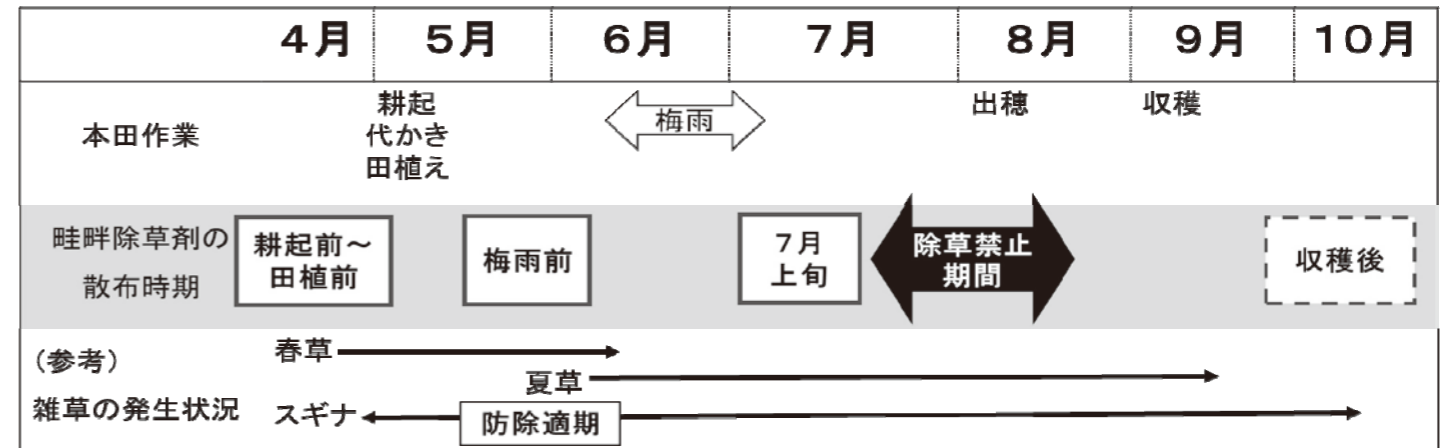 4月 5月 6月 7月 8月 9月 10月
本田作業
耕起
代かき
田植え
梅雨
出穂
収穫
畦畔除草剤の
散布時期
耕起前～
田植前
梅雨前
7月
上旬
除草禁止
期間
収穫後
(参考)
雑草の発生状況
春草
夏草
スギナ
防除適期